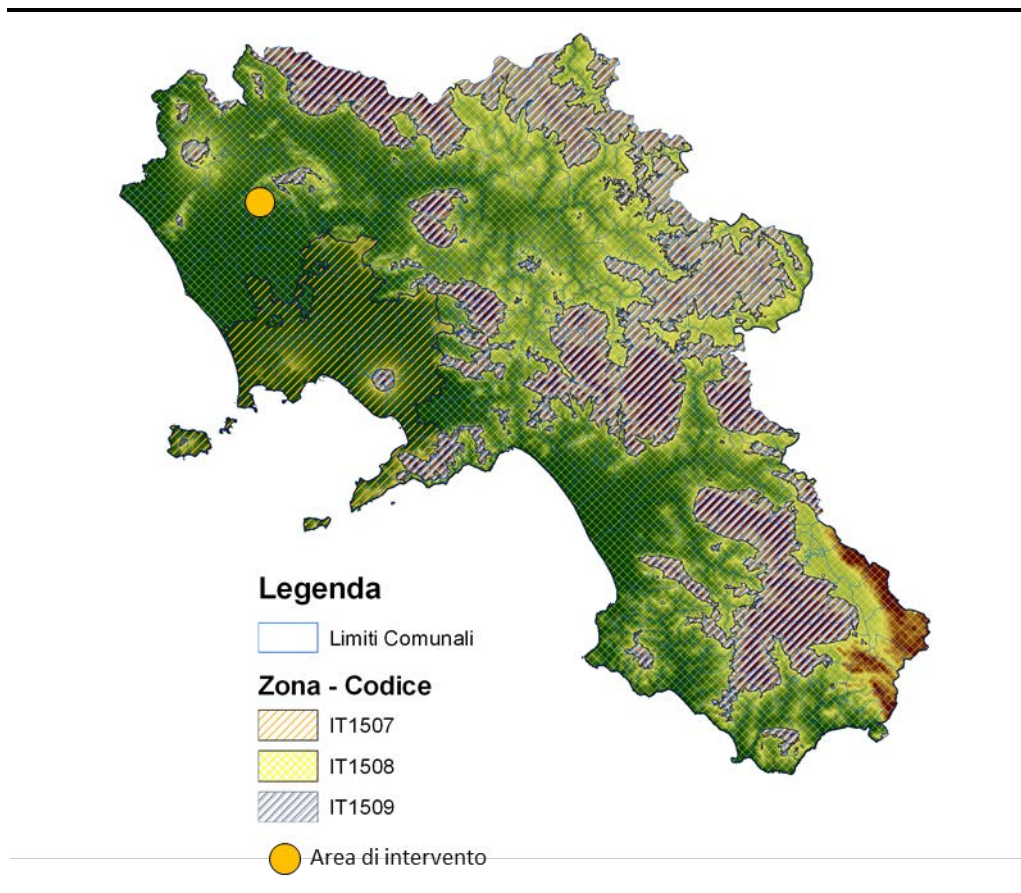 Legenda
Limiti Comunali
Zona - Codice
IT1507
IT1508
IT1509
Area di intervento